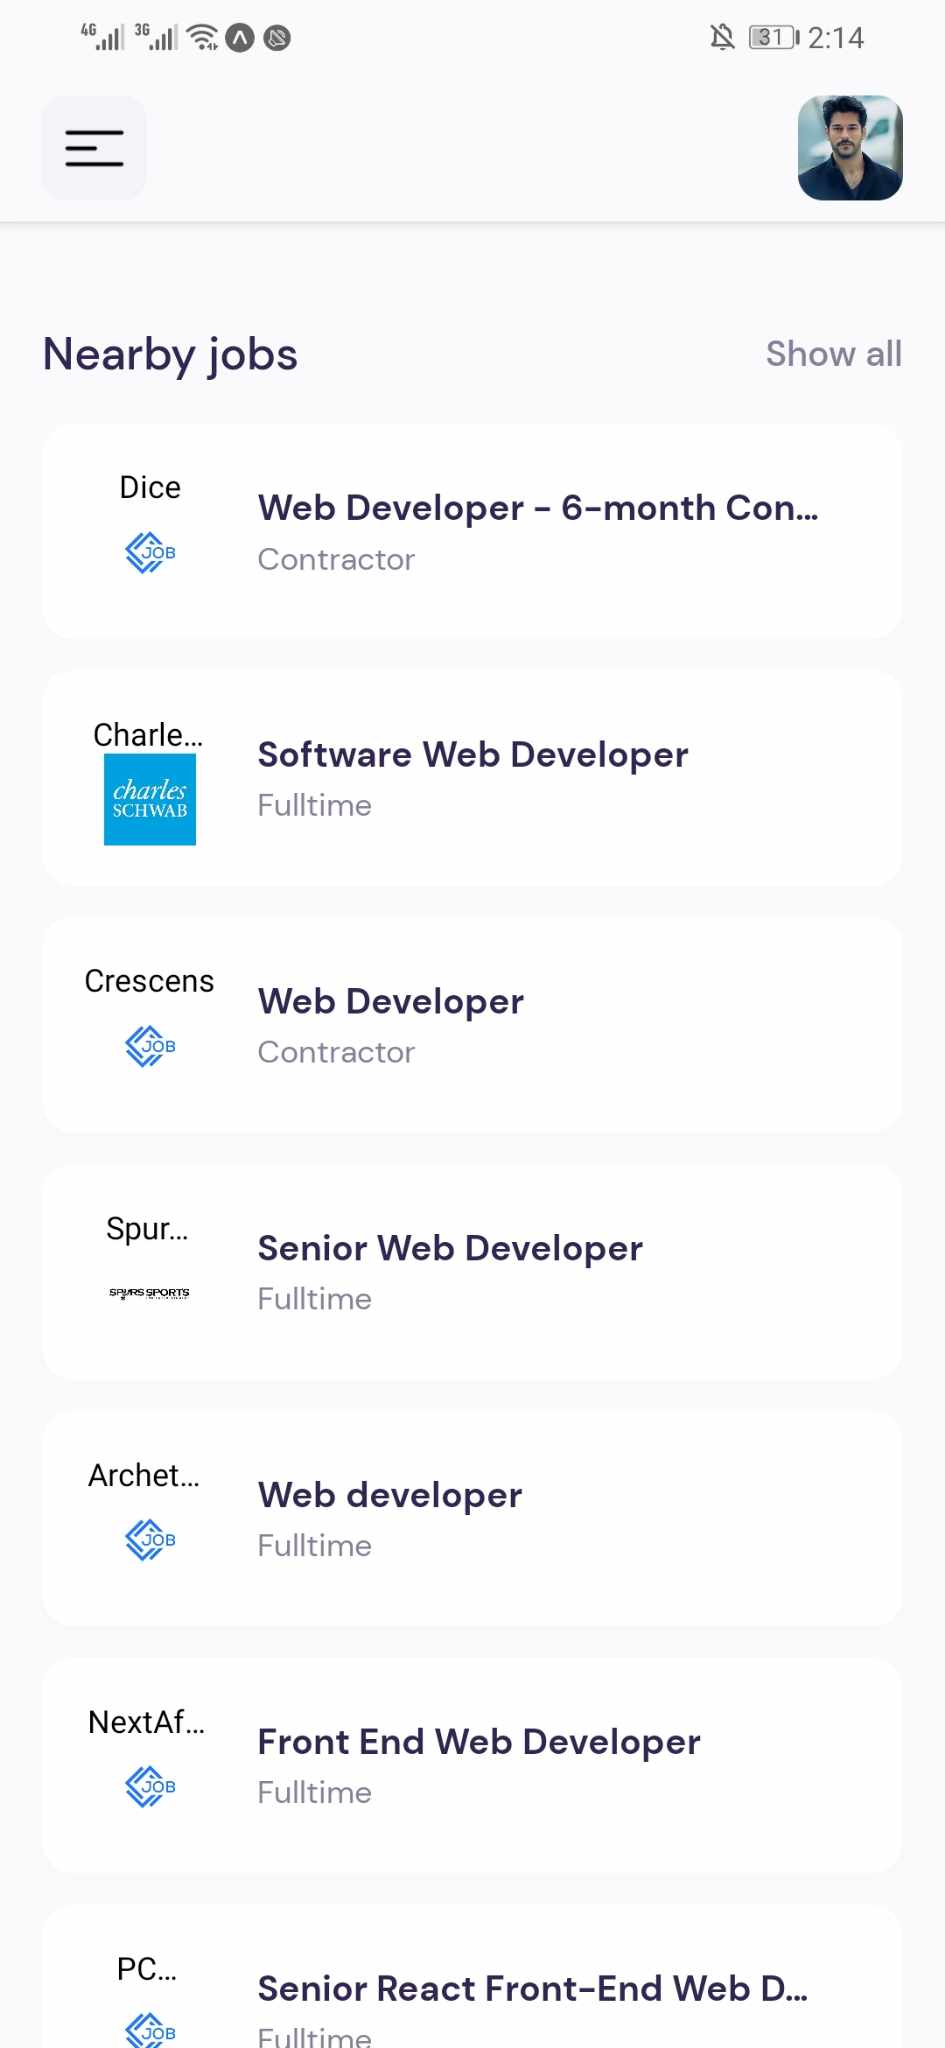 4G 3G 31 2:14
Nearby jobs Show all
Dice
Web Developer - 6-month Con...
JOB
Contractor
Charle...
Software Web Developer
charles
SCHWAB
Fulltime
Crescens
Web Developer
JOB
Contractor
Spur...
Senior Web Developer
SPURS SPORTS
Fulltime
Archet...
Web developer
JOB
Fulltime
NextAf...
Front End Web Developer
JOB
Fulltime
PC...
Senior React Front-End Web D...
JOB
Fulltime